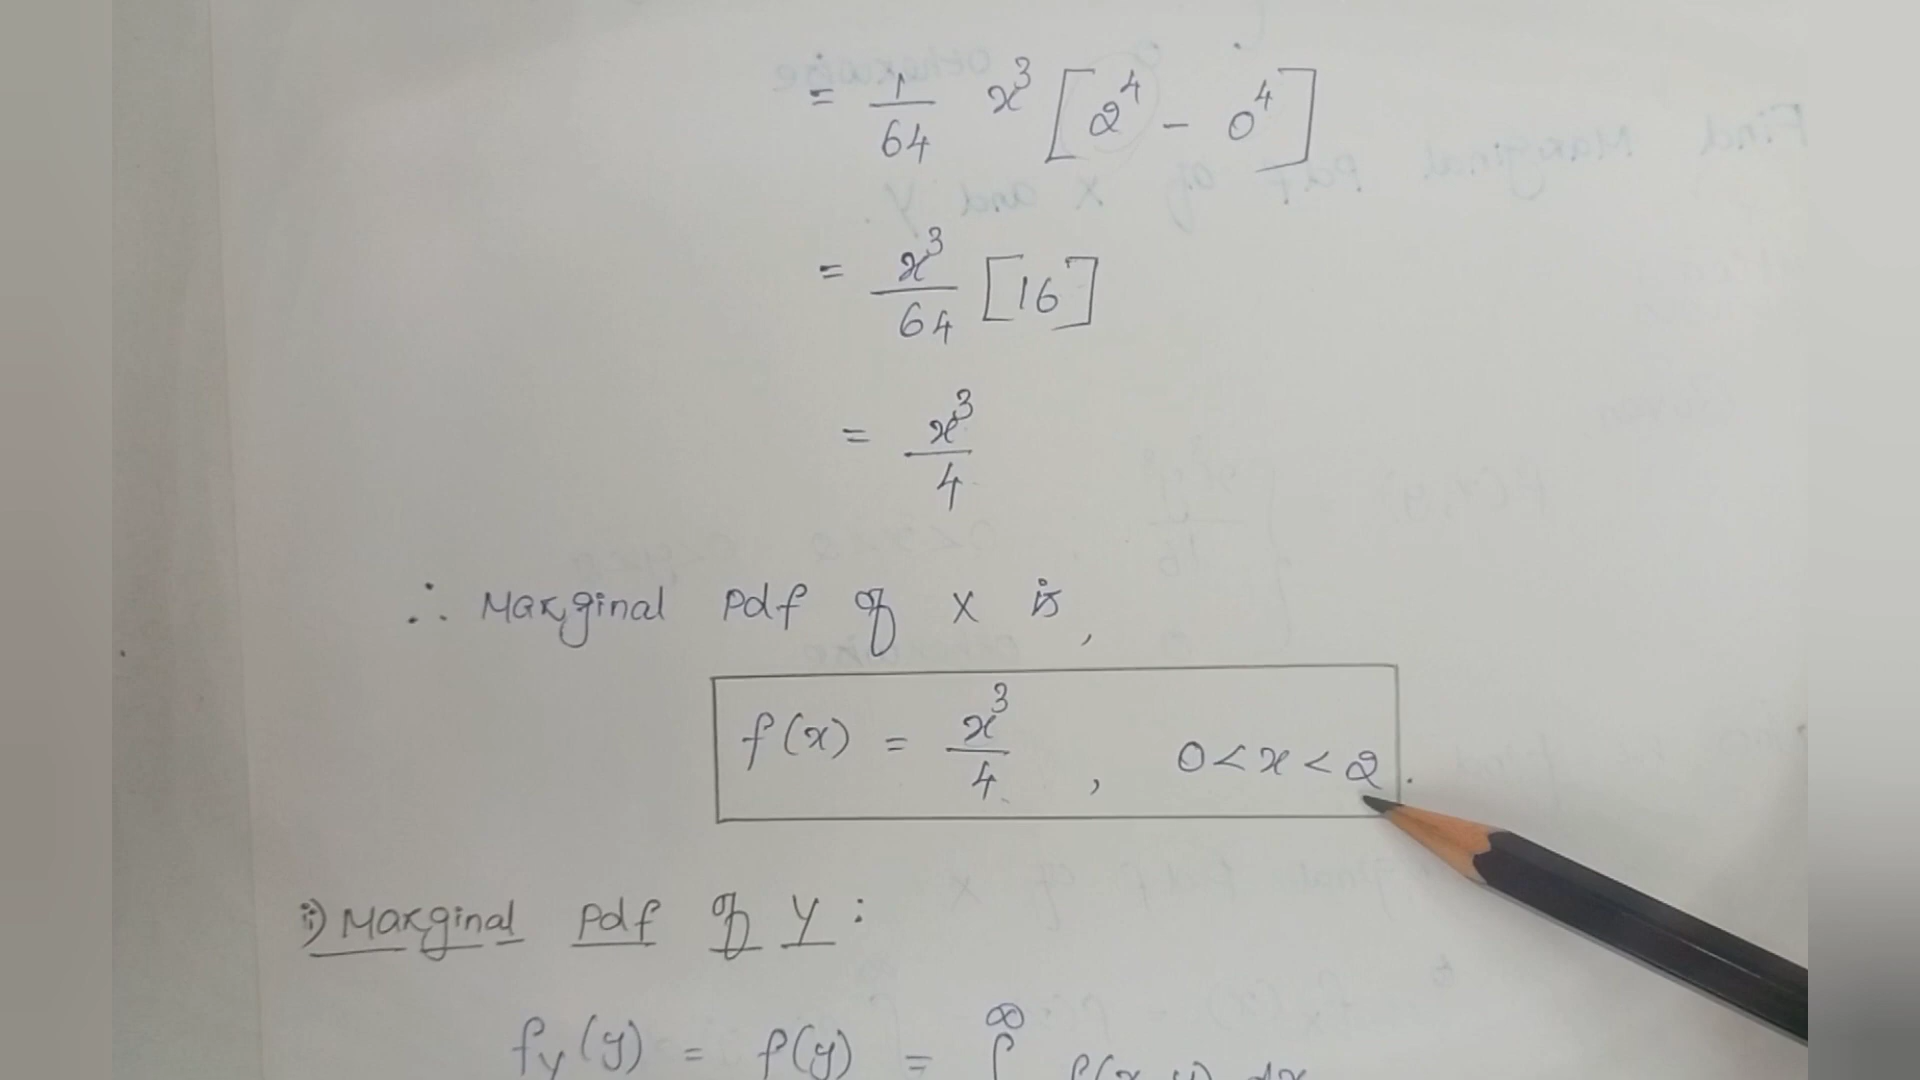 = 1/64 x³ [2⁴ - 0⁴]
= x³/64 [16]
= x³/4
∴ Marginal Pdf of X is,
f(x) = x³/4 , 0<x<2.
ii) Marginal Pdf of Y :
f_Y(y) = f(y) = ∫ ∞ f(x,y) dx